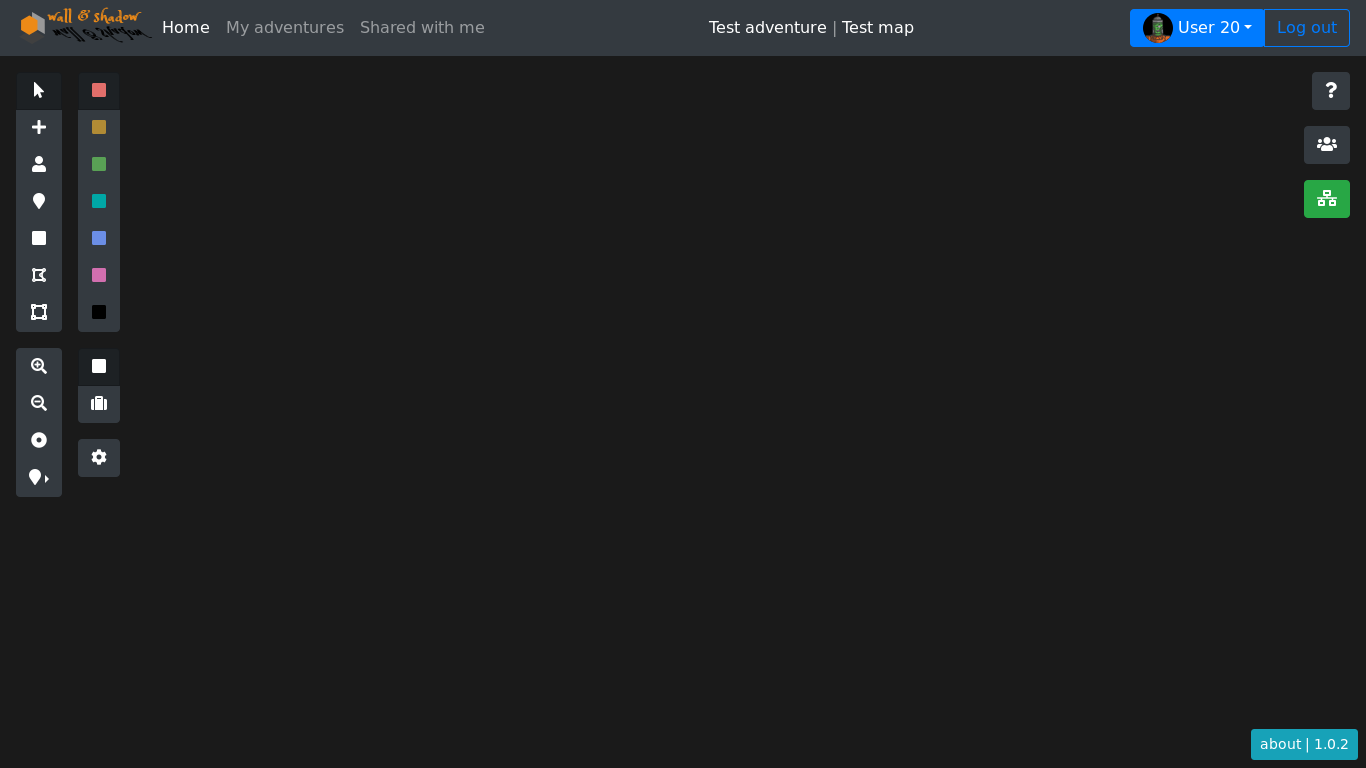 wall & shadow
Home My adventures Shared with me Test adventure | Test map User 20 Log out
?
about | 1.0.2